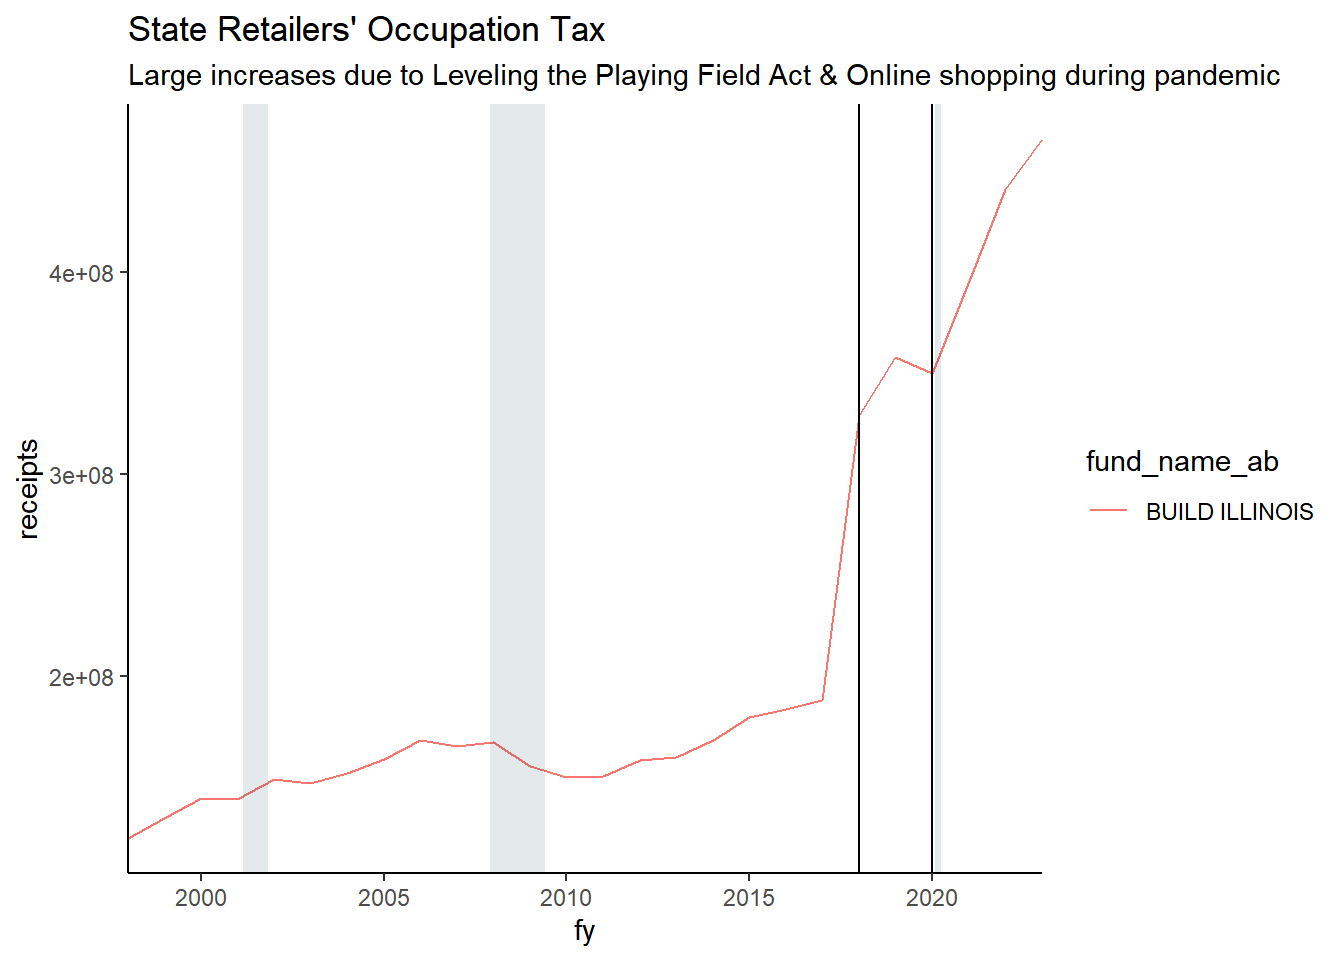 State Retailers' Occupation Tax
Large increases due to Leveling the Playing Field Act & Online shopping during pandemic
4e+08
3e+08
2e+08
receipts
2000
2005
2010
2015
2020
fy
fund_name_ab
BUILD ILLINOIS